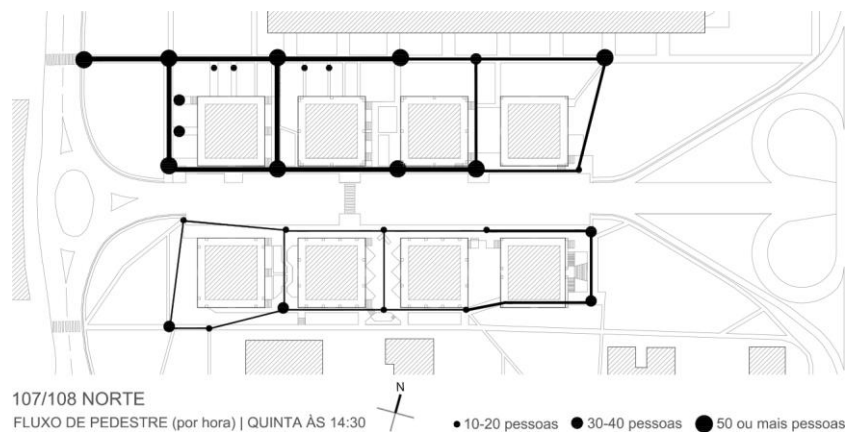 107/108 NORTE
N
FLUXO DE PEDESTRE (por hora) | QUINTA ÀS 14:30
10-20 pessoas
30-40 pessoas
50 ou mais pessoas